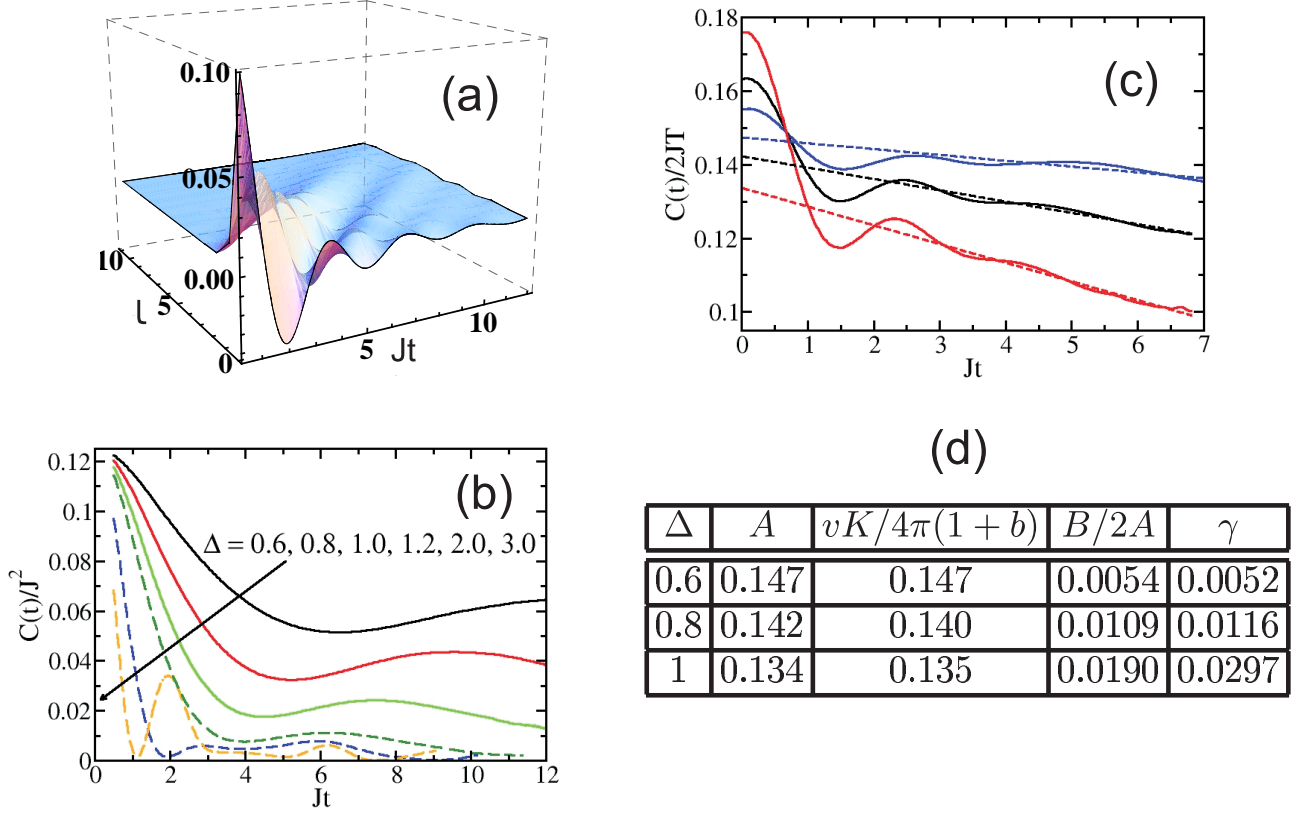 (a)
0.10
0.05
0.00
10
5
0
l
5
10
Jt
(c)
0.18
0.16
0.14
0.12
0.1
C(t)/2JT
0 1 2 3 4 5 6 7
Jt
(b)
0.12
0.1
0.08
0.06
0.04
0.02
0
C(t)/J²
Δ = 0.6, 0.8, 1.0, 1.2, 2.0, 3.0
0 2 4 6 8 10 12
Jt
(d)
Δ A vK/4π(1 + b) B/2A γ
0.6 0.147 0.147 0.0054 0.0052
0.8 0.142 0.140 0.0109 0.0116
1 0.134 0.135 0.0190 0.0297